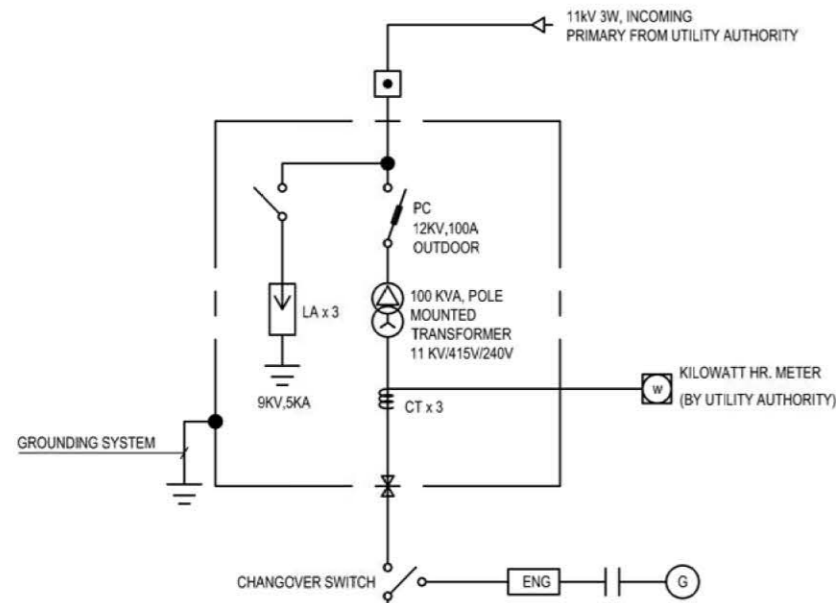 11kV 3W, INCOMING
PRIMARY FROM UTILITY AUTHORITY
PC
12KV,100A
OUTDOOR
LA x 3
100 KVA, POLE
MOUNTED
TRANSFORMER
11 KV/415V/240V
9KV,5KA
CT x 3
W
KILOWATT HR. METER
(BY UTILITY AUTHORITY)
GROUNDING SYSTEM
CHANGOVER SWITCH
ENG
G